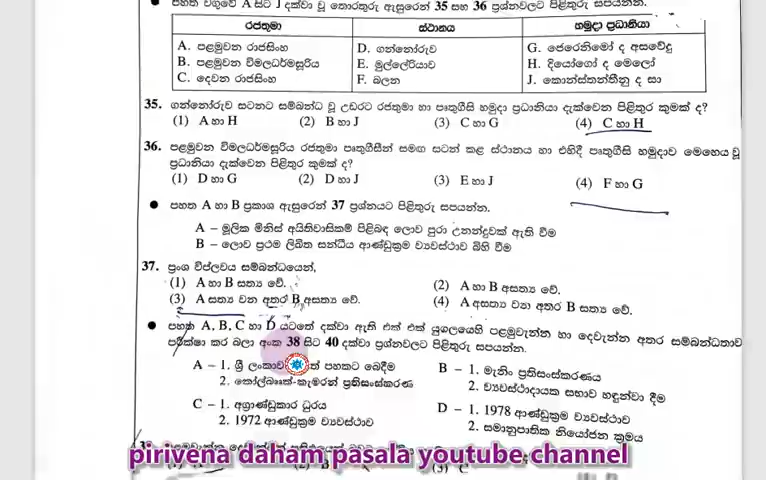 පහත වගුවේ A සිට J දක්වා වූ තොරතුරු ඇසුරෙන් 35 සහ 36 ප්‍රශ්නවලට පිළිතුරු සපයන්න.
රජතුමා ස්ථානය හමුදා ප්‍රධානියා
A. පළමුවන රාජසිංහ D. ගන්නෝරුව G. ජෙරෙනිමෝ ද අසවේදු
B. පළමුවන විමලධර්මසූරිය E. මුල්ලේරියාව H. දියෝගෝ ද මෙලෝ
C. දෙවන රාජසිංහ F. බලන J. කොන්ස්තන්තීනු ද සා
35. ගන්නෝරුව සටනට සම්බන්ධ වූ උඩරට රජතුමා හා පෘතුගීසි හමුදා ප්‍රධානියා දැක්වෙන පිළිතුර කුමක් ද?
(1) A හා H (2) B හා J (3) C හා G (4) C හා H
36. පළමුවන විමලධර්මසූරිය රජතුමා පෘතුගීසීන් සමඟ සටන් කළ ස්ථානය හා එහිදී පෘතුගීසි හමුදාව මෙහෙය වූ
ප්‍රධානියා දැක්වෙන පිළිතුර කුමක් ද?
(1) D හා G (2) D හා J (3) E හා J (4) F හා G
● පහත A හා B ප්‍රකාශ ඇසුරෙන් 37 ප්‍රශ්නයට පිළිතුරු සපයන්න.
A – මූලික මිනිස් අයිතිවාසිකම් පිළිබඳ ලොව පුරා උනන්දුවක් ඇති වීම
B – ලොව ප්‍රථම ලිඛිත සන්ධීය ආණ්ඩුක්‍රම ව්‍යවස්ථාව බිහි වීම
37. ප්‍රංශ විප්ලවය සම්බන්ධයෙන්,
(1) A හා B සත්‍ය වේ. (2) A හා B අසත්‍ය වේ.
(3) A සත්‍ය වන අතර B අසත්‍ය වේ. (4) A අසත්‍ය වන අතර B සත්‍ය වේ.
● පහත A, B, C හා D යටතේ දක්වා ඇති එක් එක් යුගලයෙහි පළමුවැන්න හා දෙවැන්න අතර සම්බන්ධතාව
පරීක්ෂා කර බලා අංක 38 සිට 40 දක්වා ප්‍රශ්නවලට පිළිතුරු සපයන්න.
A – 1. ශ්‍රී ලංකාව ත් පහකට බෙදීම B – 1. මැනිං ප්‍රතිසංස්කරණය
2. කෝල්බෲක්-කැමරන් ප්‍රතිසංස්කරණ 2. ව්‍යවස්ථාදායක සභාව හඳුන්වා දීම
C – 1. අග්‍රාණ්ඩුකාර ධුරය D – 1. 1978 ආණ්ඩුක්‍රම ව්‍යවස්ථාව
2. 1972 ආණ්ඩුක්‍රම ව්‍යවස්ථාව 2. සමානුපාතික නියෝජන ක්‍රමය
pirivena daham pasala youtube channel